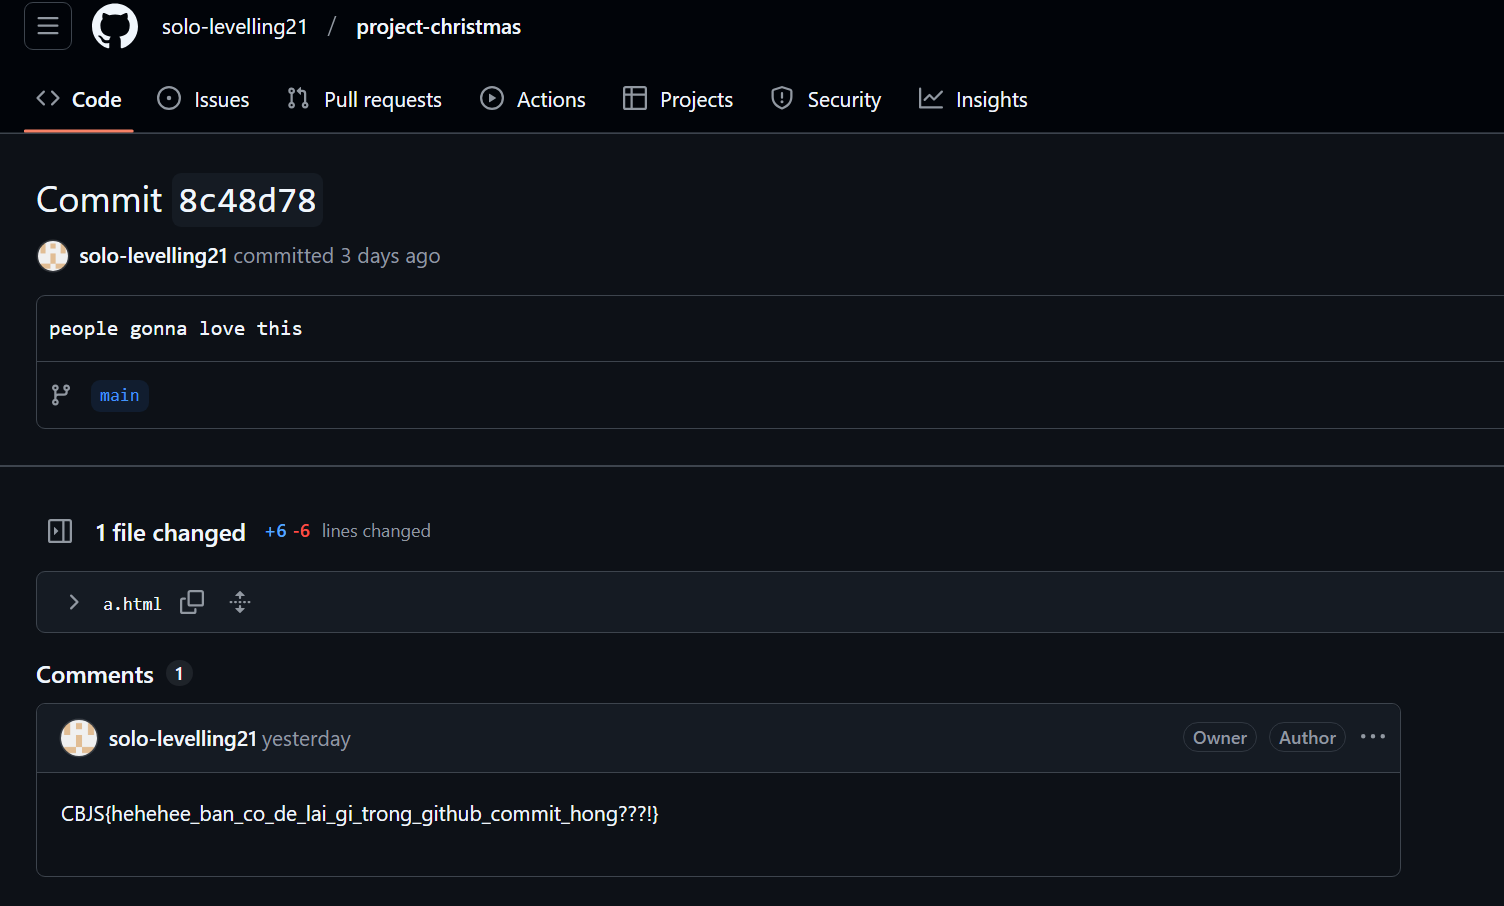 solo-levelling21 / project-christmas
Code Issues Pull requests Actions Projects Security Insights
Commit 8c48d78
solo-levelling21 committed 3 days ago
people gonna love this
main
1 file changed +6 -6 lines changed
a.html
Comments 1
solo-levelling21 yesterday Owner Author
CBJS{hehehee_ban_co_de_lai_gi_trong_github_commit_hong???!}